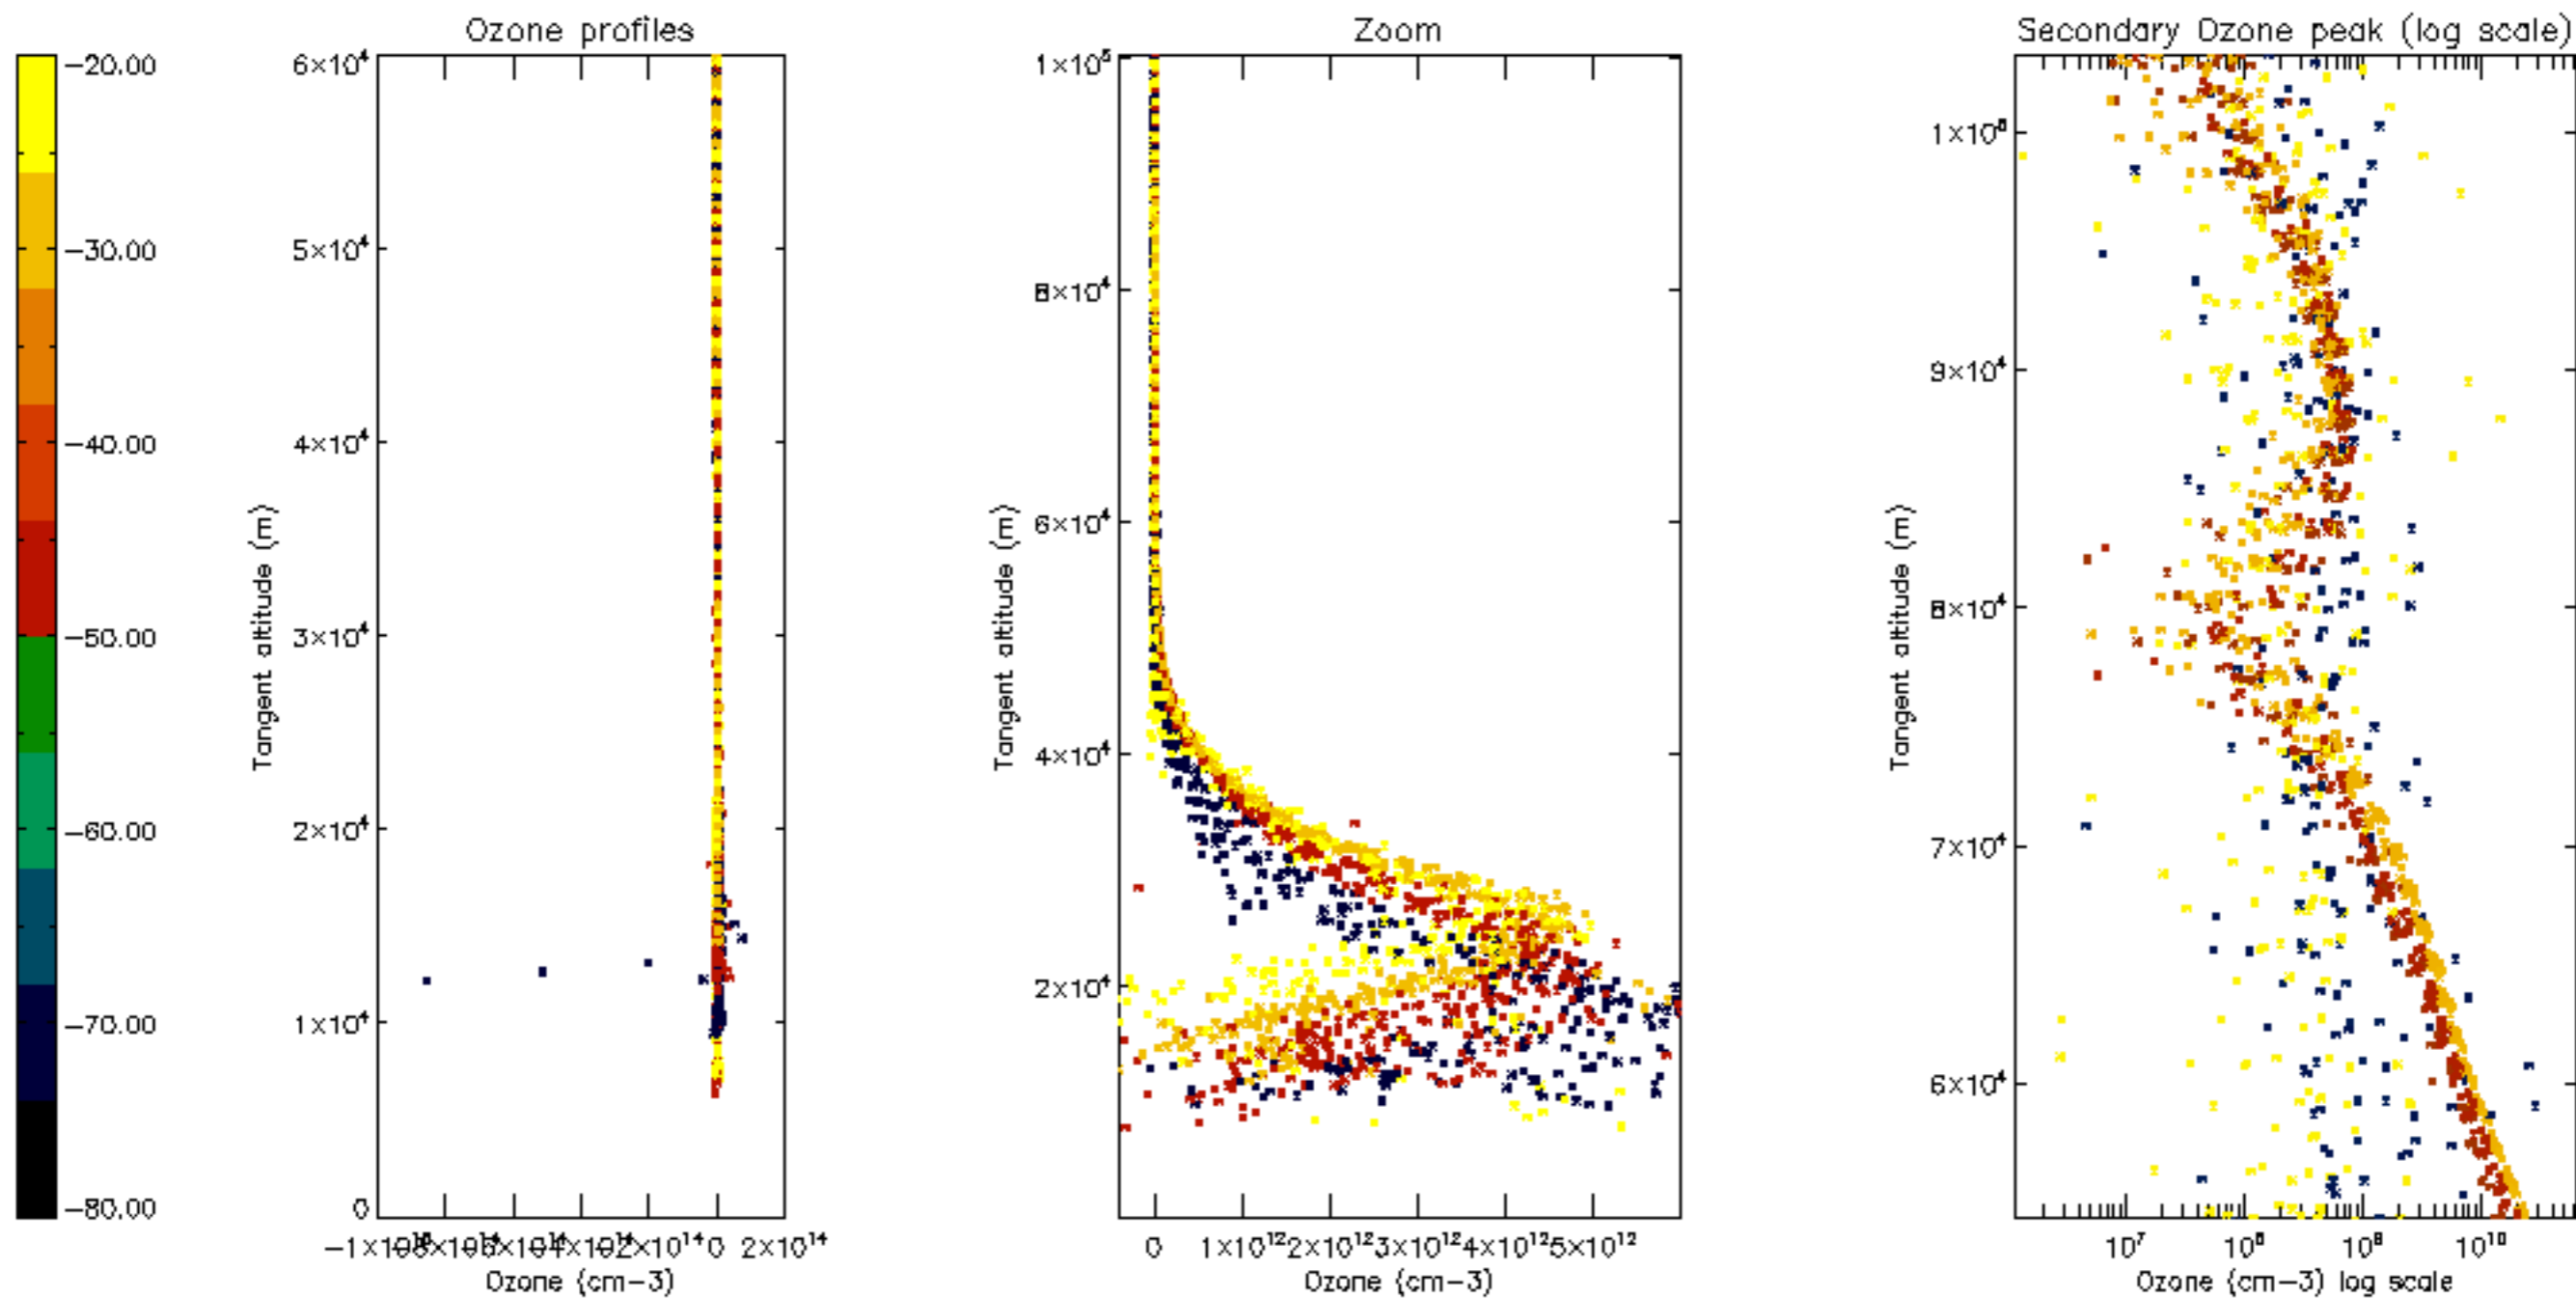 Ozone profiles
Zoom
Secondary Ozone peak (log scale)
−20.00
−30.00
−40.00
−50.00
−60.00
−70.00
−80.00
6×10⁴
5×10⁴
4×10⁴
3×10⁴
2×10⁴
1×10⁴
0
Tangent altitude (m)
0 2×10¹⁴
Ozone (cm−3)
1×10⁵
8×10⁴
6×10⁴
4×10⁴
2×10⁴
Tangent altitude (m)
0 1×10¹² 2×10¹² 3×10¹² 4×10¹² 5×10¹²
Ozone (cm−3)
9×10⁴
8×10⁴
7×10⁴
6×10⁴
Tangent altitude (m)
10⁷ 10⁸ 10⁹ 10¹⁰
Ozone (cm−3) log scale